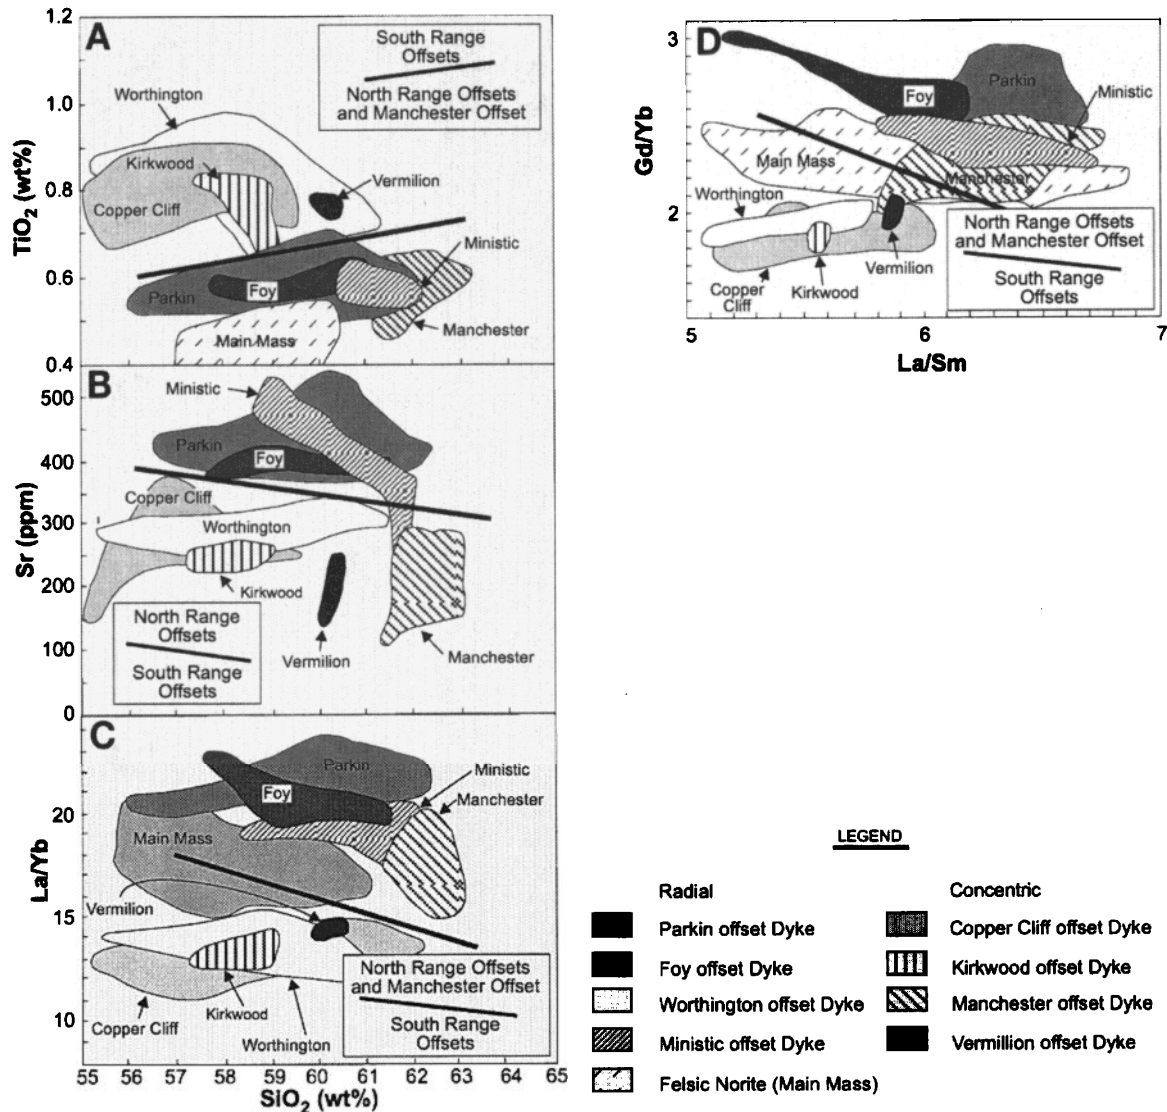 A
1.2
1.0
0.8
0.6
0.4
TiO2 (wt%)
South Range
Offsets
North Range Offsets
and Manchester Offset
Worthington
Kirkwood
Copper Cliff
Vermilion
Ministic
Parkin
Foy
Main Mass
Manchester
B
500
400
300
200
100
0
Sr (ppm)
Ministic
Parkin
Foy
Copper Cliff
Worthington
Kirkwood
North Range
Offsets
South Range
Offsets
Vermilion
Manchester
C
20
15
10
La/Yb
Parkin
Ministic
Foy
Manchester
Main Mass
Vermilion
Kirkwood
Copper Cliff
Worthington
North Range Offsets
and Manchester Offset
South Range
Offsets
55 56 57 58 59 60 61 62 63 64 65
SiO2 (wt%)
D
3
2
Gd/Yb
Parkin
Foy
Ministic
Main Mass
Manchester
Worthington
Vermilion
Copper
Cliff
Kirkwood
North Range Offsets
and Manchester Offset
South Range
Offsets
5 6 7
La/Sm
LEGEND
Radial
Parkin offset Dyke
Foy offset Dyke
Worthington offset Dyke
Ministic offset Dyke
Felsic Norite (Main Mass)
Concentric
Copper Cliff offset Dyke
Kirkwood offset Dyke
Manchester offset Dyke
Vermillion offset Dyke